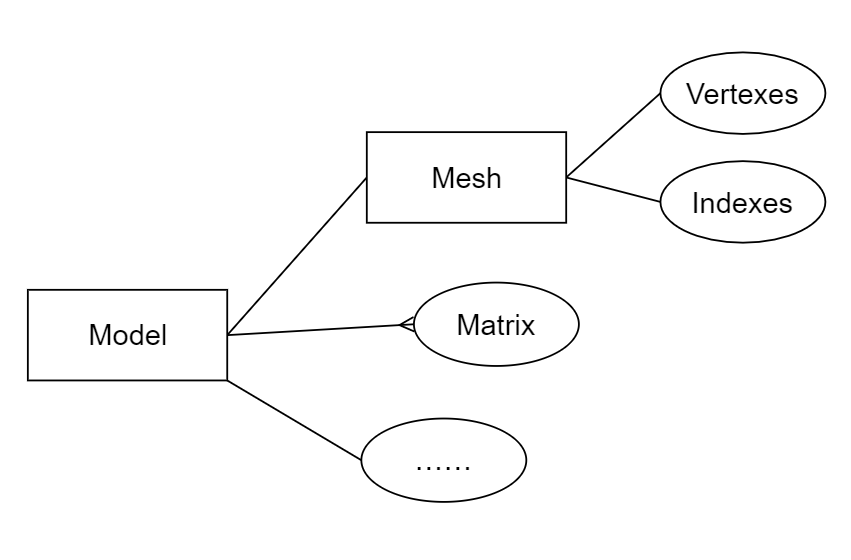 Vertexes
Mesh
Indexes
Matrix
Model
......